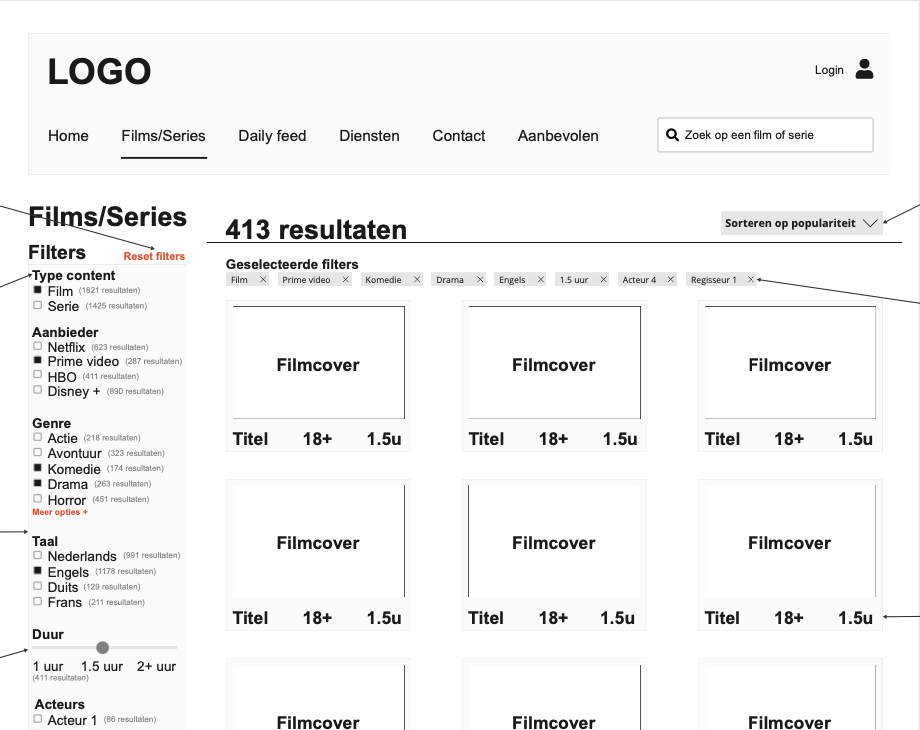 LOGO
Login
Home Films/Series Daily feed Diensten Contact Aanbevolen
Zoek op een film of serie
Films/Series
413 resultaten
Sorteren op populariteit
Filters
Reset filters
Geselecteerde filters
Film Prime video Komedie Drama Engels 1.5 uur Acteur 4 Regisseur 1
Type content
Film (1821 resultaten)
Serie (1425 resultaten)
Aanbieder
Netflix (623 resultaten)
Prime video (287 resultaten)
HBO (411 resultaten)
Disney + (890 resultaten)
Genre
Actie (218 resultaten)
Avontuur (323 resultaten)
Komedie (174 resultaten)
Drama (263 resultaten)
Horror (451 resultaten)
Meer opties +
Taal
Nederlands (991 resultaten)
Engels (1178 resultaten)
Duits (129 resultaten)
Frans (211 resultaten)
Duur
1 uur 1.5 uur 2+ uur
(411 resultaten)
Acteurs
Acteur 1 (86 resultaten)
Filmcover Filmcover Filmcover
Titel 18+ 1.5u Titel 18+ 1.5u Titel 18+ 1.5u
Filmcover Filmcover Filmcover
Titel 18+ 1.5u Titel 18+ 1.5u Titel 18+ 1.5u
Filmcover Filmcover Filmcover